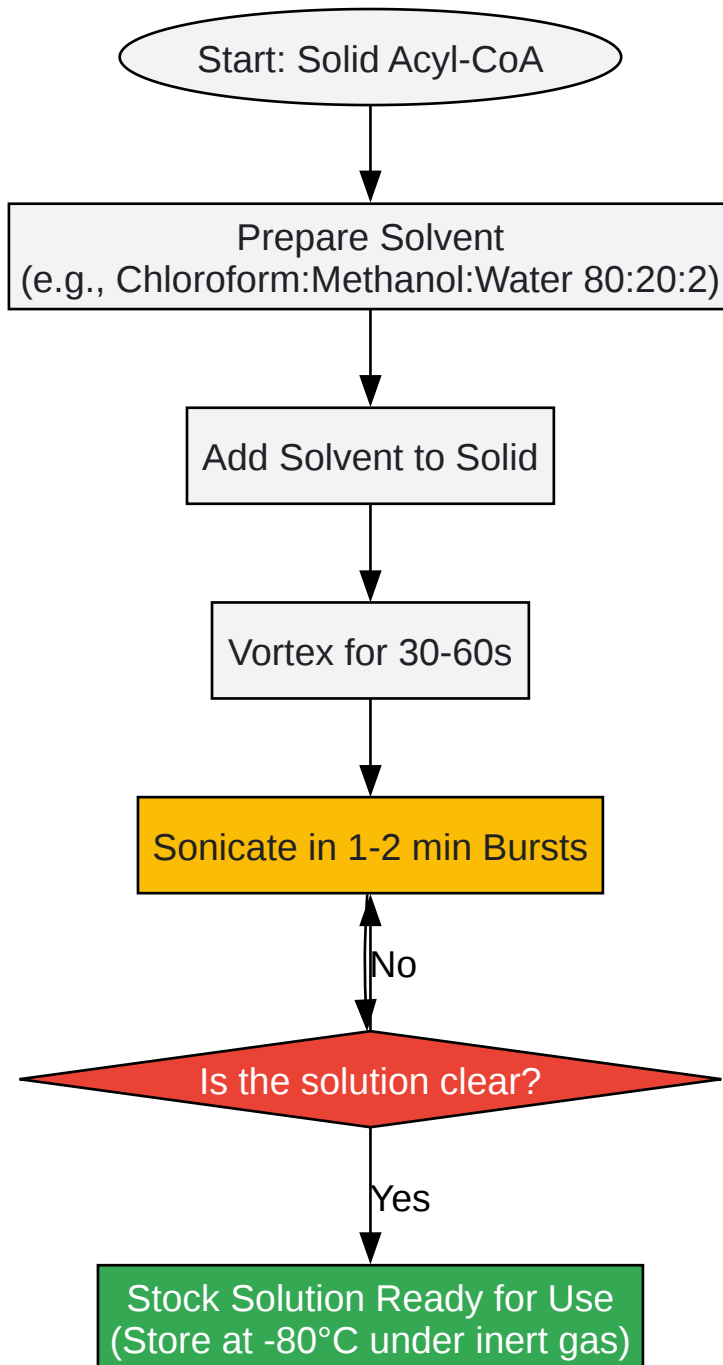 Start: Solid Acyl-CoA
Prepare Solvent
(e.g., Chloroform:Methanol:Water 80:20:2)
Add Solvent to Solid
Vortex for 30-60s
Sonicate in 1-2 min Bursts
No
Is the solution clear?
Yes
Stock Solution Ready for Use
(Store at -80°C under inert gas)